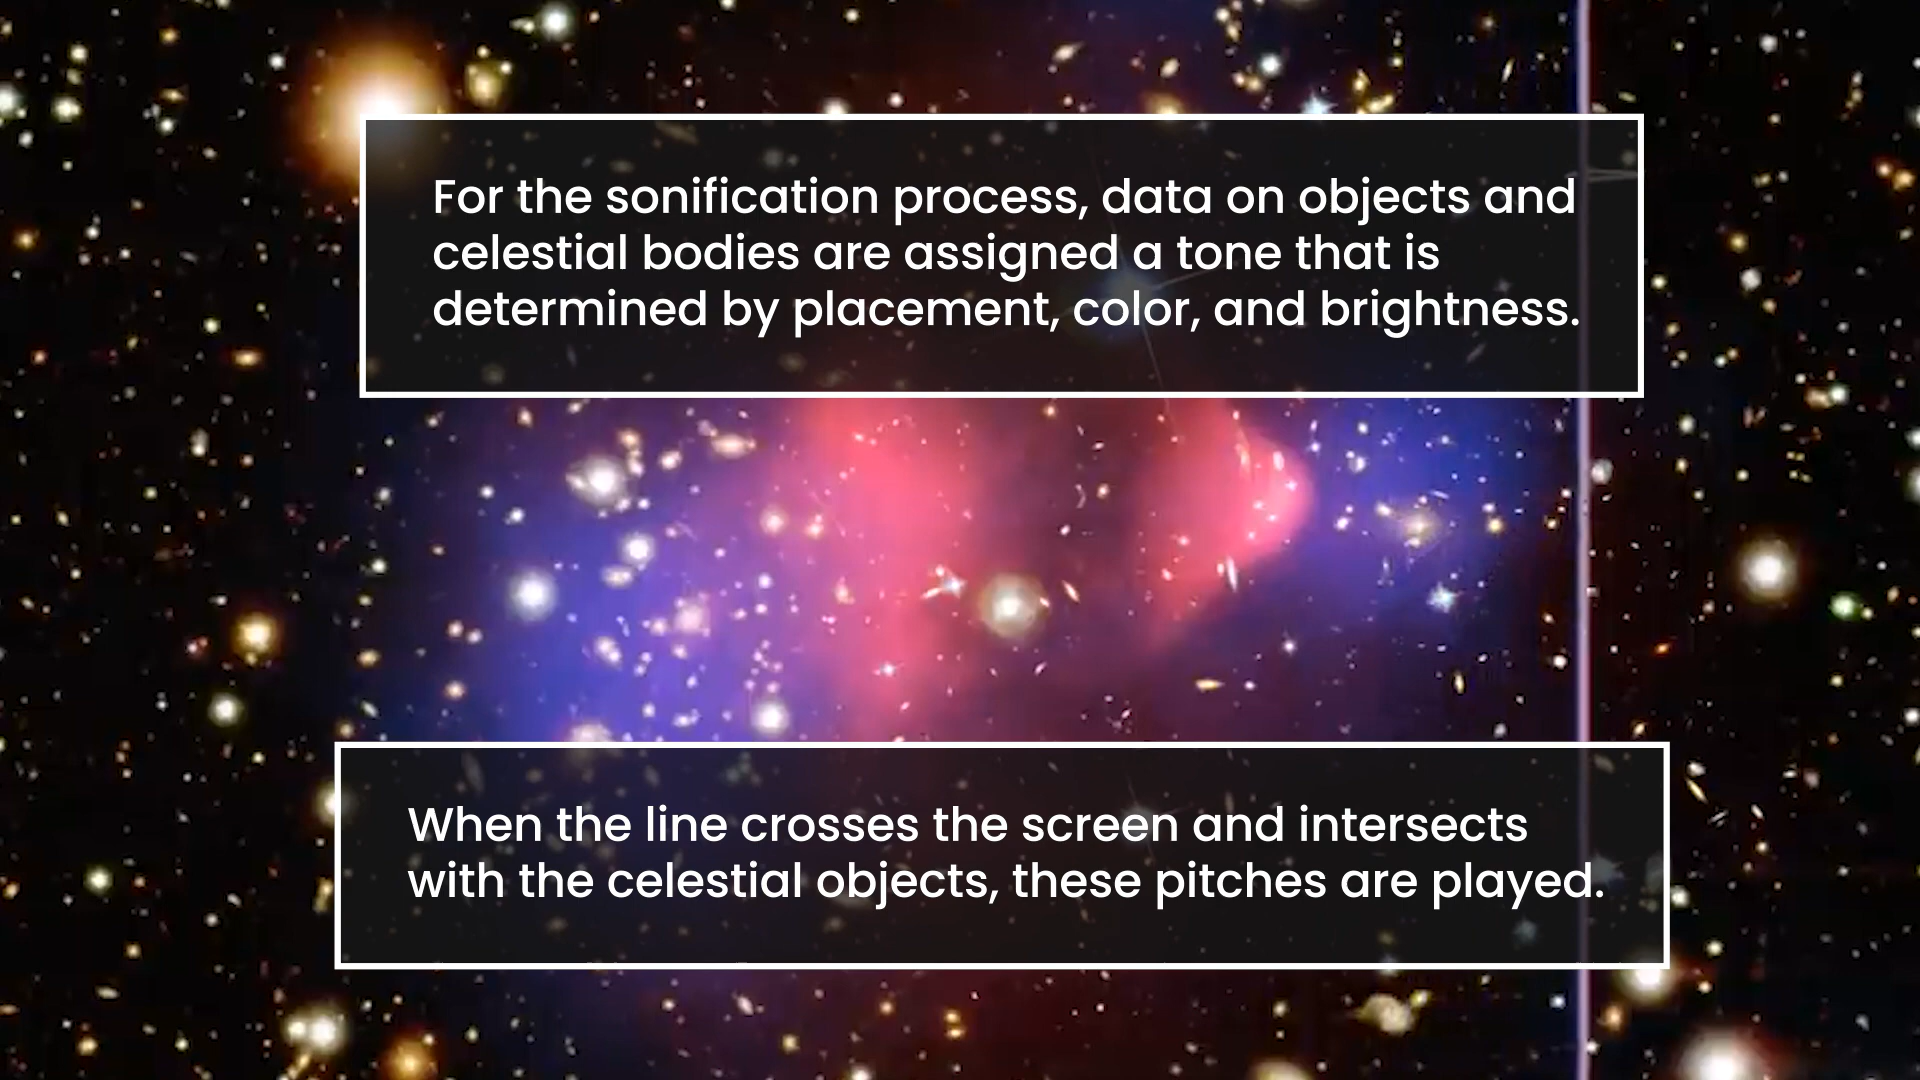 For the sonification process, data on objects and
celestial bodies are assigned a tone that is
determined by placement, color, and brightness.
When the line crosses the screen and intersects
with the celestial objects, these pitches are played.